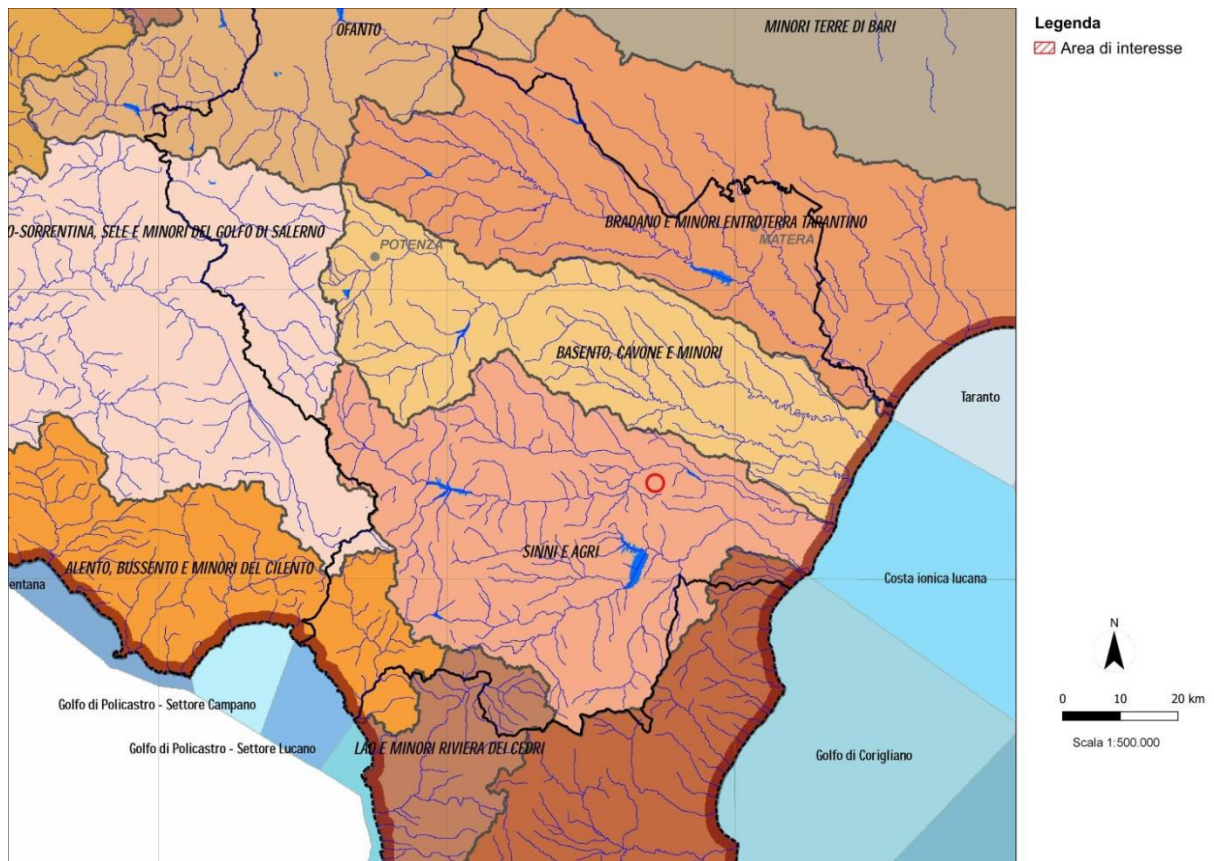 OFANTO
MINORI TERRE DI BARI
O-SORRENTINA, SELE E MINORI DEL GOLFO DI SALERNO
POTENZA
BRADANO E MINORI ENTROTERRA TARANTINO
MATERA
BASENTO, CAVONE E MINORI
Taranto
SINNI E AGRI
Costa ionica lucana
ALENTO, BUSSENTO E MINORI DEL CILENTO
entana
Golfo di Policastro - Settore Campano
Golfo di Policastro - Settore Lucano
LAO E MINORI RIVIERA DEI CEDRI
Golfo di Corigliano
Legenda
Area di interesse
N
0 10 20 km
Scala 1:500.000